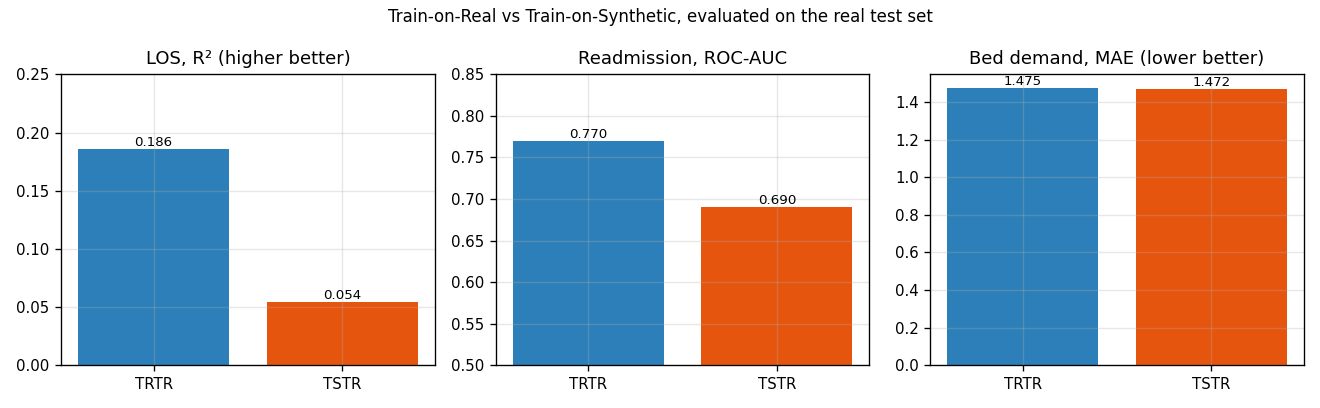 Train-on-Real vs Train-on-Synthetic, evaluated on the real test set
LOS, R² (higher better)
0.25
0.20
0.15
0.10
0.05
0.00
0.186
0.054
TRTR
TSTR
Readmission, ROC-AUC
0.85
0.80
0.75
0.70
0.65
0.60
0.55
0.50
0.770
0.690
TRTR
TSTR
Bed demand, MAE (lower better)
1.4
1.2
1.0
0.8
0.6
0.4
0.2
0.0
1.475
1.472
TRTR
TSTR